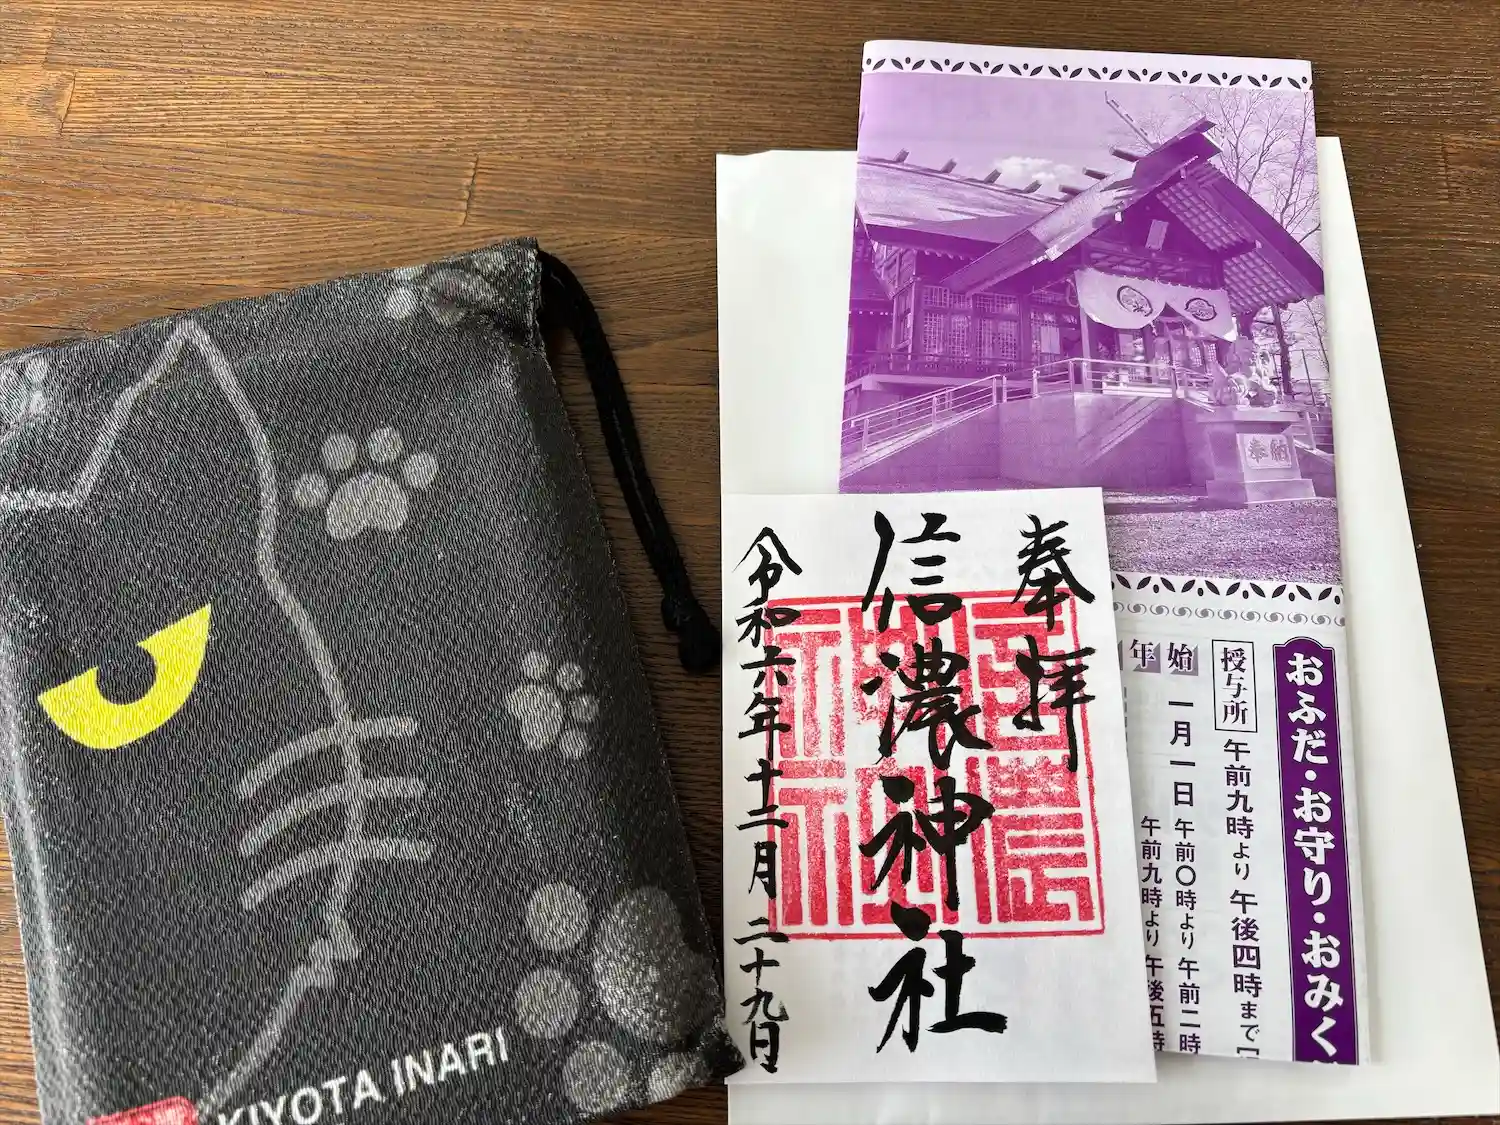 奉拝
信濃神社
令和六年十二月二十九日
奉納
おふだ・お守り・おみく
授与所
午前九時より午後四時まで
年始
一月一日
午前〇時より午前二時
午前九時より午後五時
KIYOTA INARI